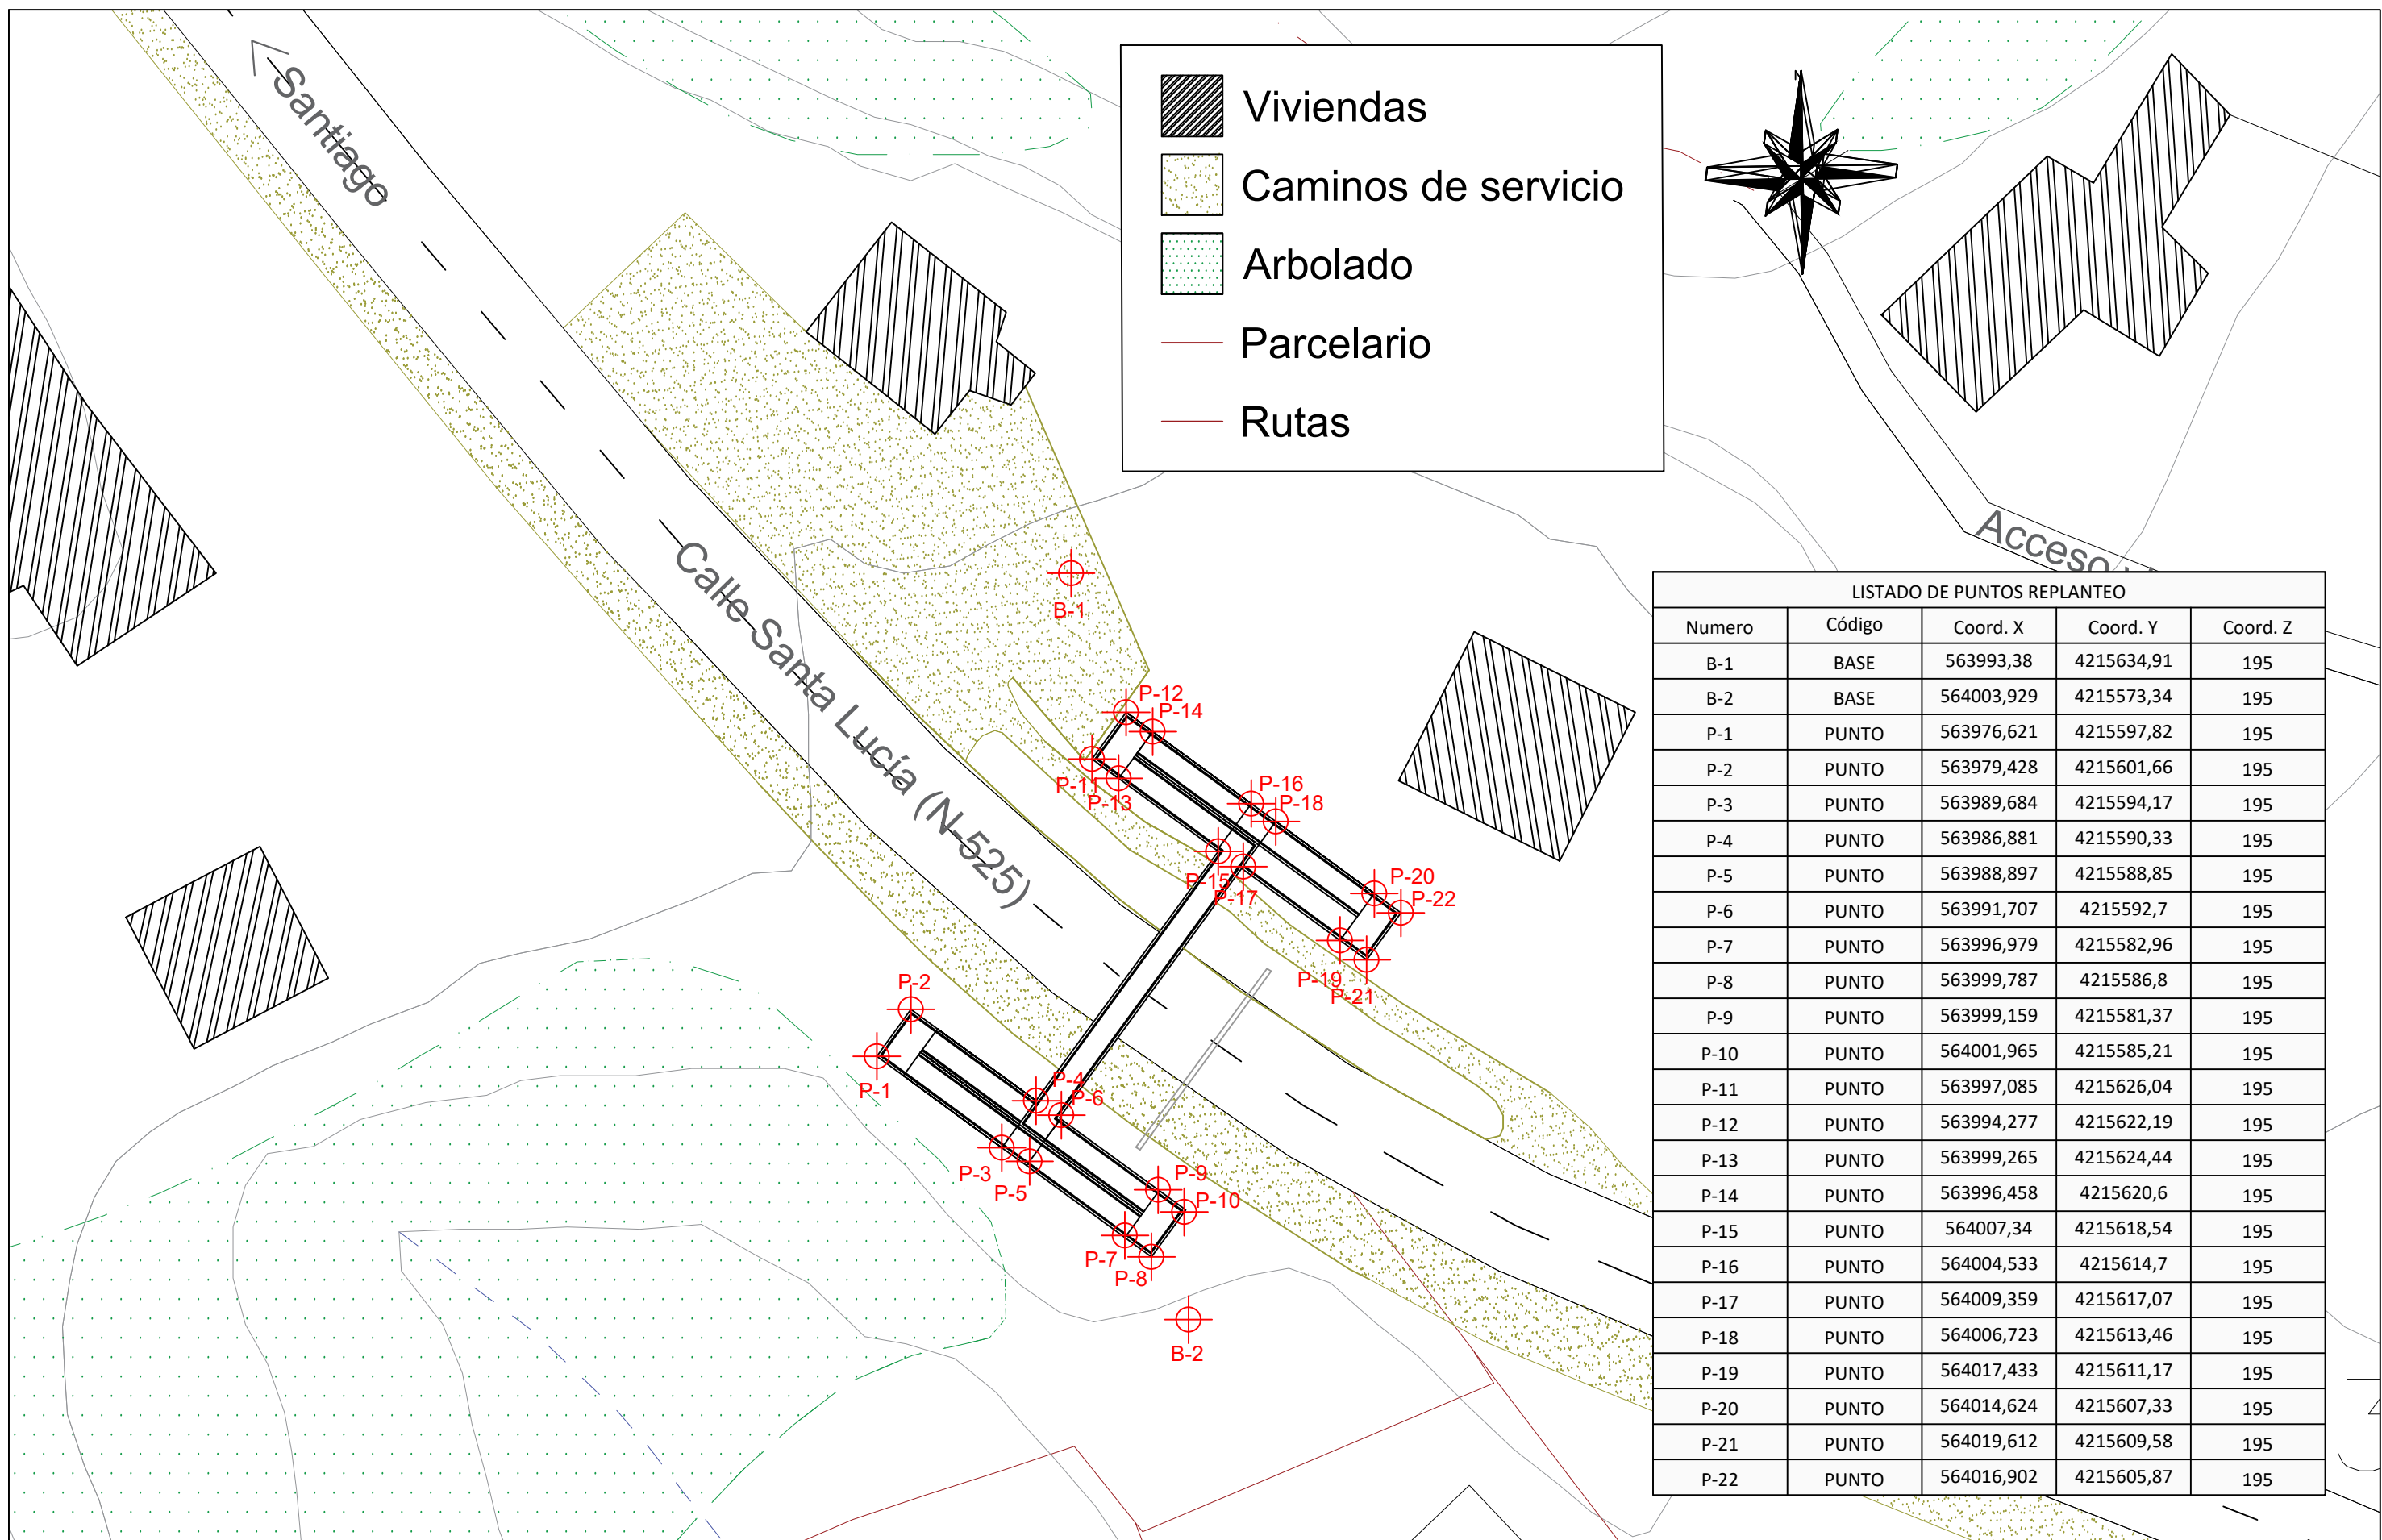 Santiago
N
Viviendas
Caminos de servicio
Arbolado
Parcelario
Rutas
Acceso
Calle Santa Lucía (N-525)
B-1
P-12
P-14
P-11
P-13
P-16
P-18
P-15
P-17
P-20
P-22
P-19
P-21
P-2
P-1
P-4
P-6
P-3
P-5
P-9
P-10
P-7
P-8
B-2
LISTADO DE PUNTOS REPLANTEO
Numero Código Coord. X Coord. Y Coord. Z
B-1 BASE 563993,38 4215634,91 195
B-2 BASE 564003,929 4215573,34 195
P-1 PUNTO 563976,621 4215597,82 195
P-2 PUNTO 563979,428 4215601,66 195
P-3 PUNTO 563989,684 4215594,17 195
P-4 PUNTO 563986,881 4215590,33 195
P-5 PUNTO 563988,897 4215588,85 195
P-6 PUNTO 563991,707 4215592,7 195
P-7 PUNTO 563996,979 4215582,96 195
P-8 PUNTO 563999,787 4215586,8 195
P-9 PUNTO 563999,159 4215581,37 195
P-10 PUNTO 564001,965 4215585,21 195
P-11 PUNTO 563997,085 4215626,04 195
P-12 PUNTO 563994,277 4215622,19 195
P-13 PUNTO 563999,265 4215624,44 195
P-14 PUNTO 563996,458 4215620,6 195
P-15 PUNTO 564007,34 4215618,54 195
P-16 PUNTO 564004,533 4215614,7 195
P-17 PUNTO 564009,359 4215617,07 195
P-18 PUNTO 564006,723 4215613,46 195
P-19 PUNTO 564017,433 4215611,17 195
P-20 PUNTO 564014,624 4215607,33 195
P-21 PUNTO 564019,612 4215609,58 195
P-22 PUNTO 564016,902 4215605,87 195